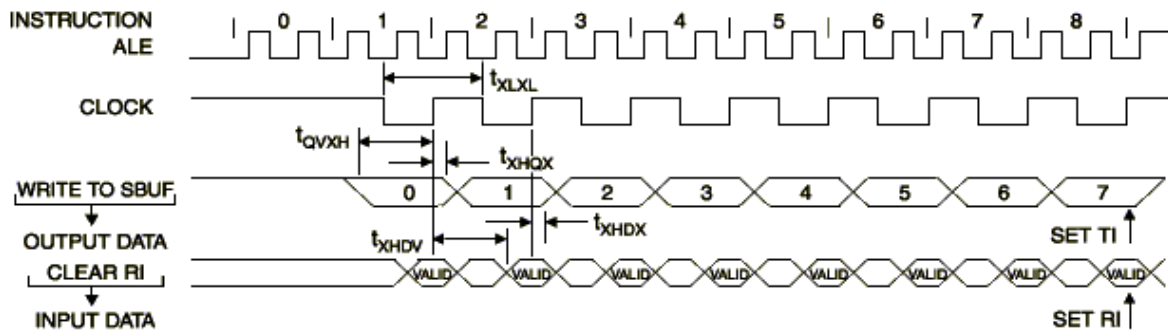 INSTRUCTION 0 1 2 3 4 5 6 7 8
ALE
tXLXL
CLOCK
tQVXH
tXHQX
WRITE TO SBUF 0 1 2 3 4 5 6 7
tXHDX
tXHDV
OUTPUT DATA SET TI
CLEAR RI VALID VALID VALID VALID VALID VALID VALID VALID
INPUT DATA SET RI